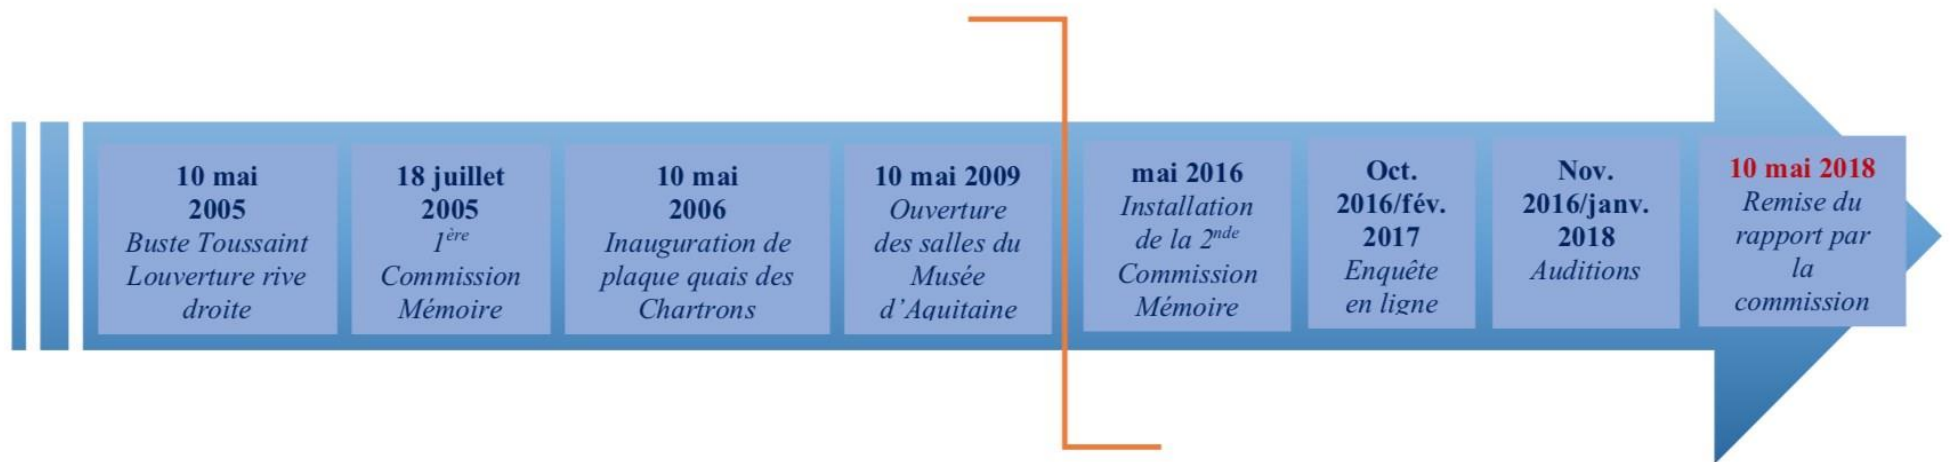 10 mai
2005
Buste Toussaint
Louverture rive
droite
18 juillet
2005
1ère
Commission
Mémoire
10 mai
2006
Inauguration de
plaque quais des
Chartrons
10 mai 2009
Ouverture
des salles du
Musée
d’Aquitaine
mai 2016
Installation
de la 2nde
Commission
Mémoire
Oct.
2016/fév.
2017
Enquête
en ligne
Nov.
2016/janv.
2018
Auditions
10 mai 2018
Remise du
rapport par
la
commission